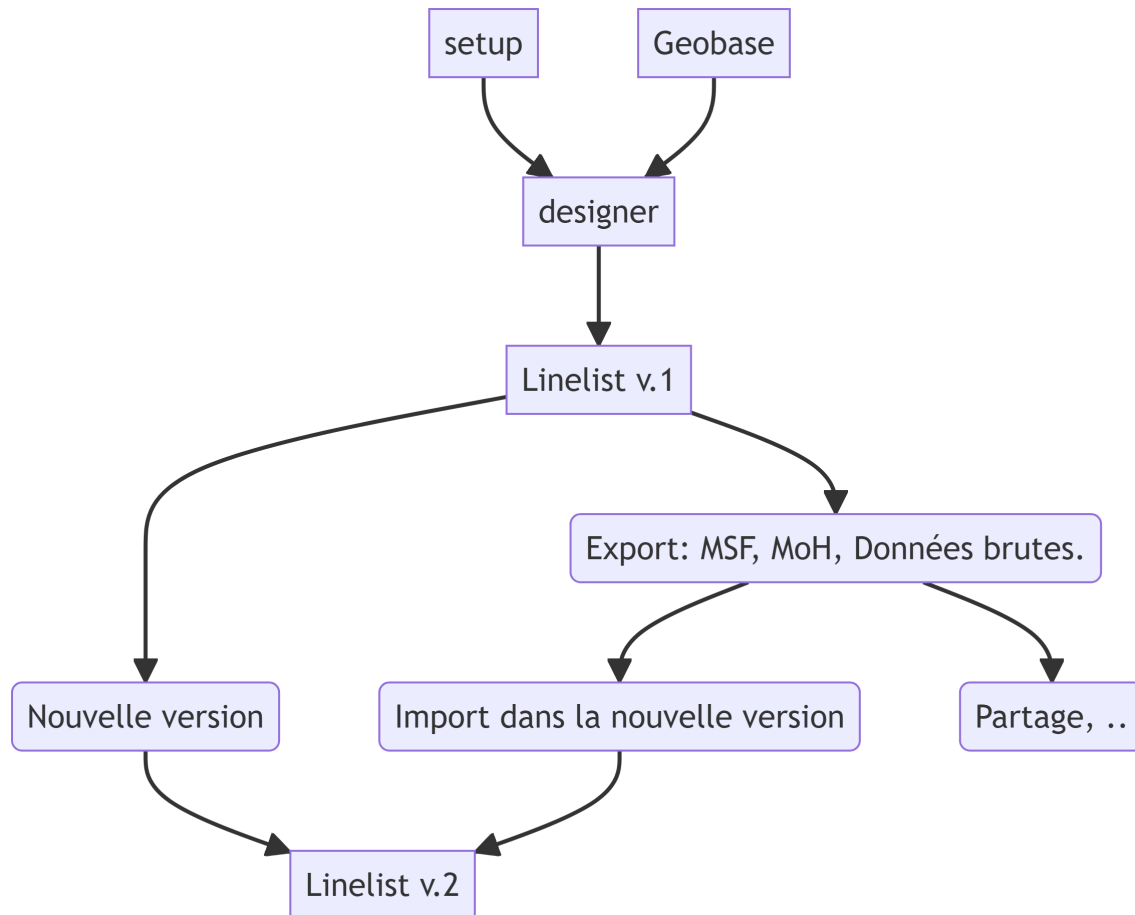 setup
Geobase
designer
Linelist v.1
Export: MSF, MoH, Données brutes.
Nouvelle version
Import dans la nouvelle version
Partage, ..
Linelist v.2